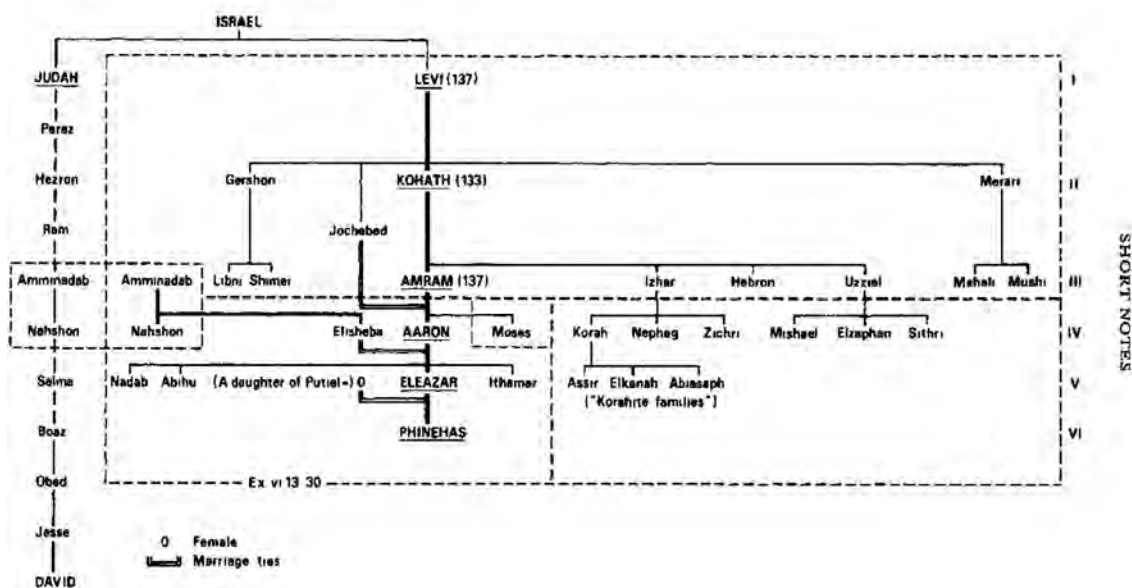 ISRAEL
JUDAH LEVI (137) I
Perez
Hezron Gershon KOHATH (133) Merari II
Ram Jochebed
Amminadab Amminadab Libni Shimei AMRAM (137) Izhar Hebron Uzziel Mahali Mushi III
Nahshon Nahshon Elisheba AARON Moses Korah Nepheg Zichri Mishael Elzaphan Sithri IV
Salma Nadab Abihu (A daughter of Putiel-) 0 ELEAZAR Ithamar Assir Elkanah Abiasaph V
("Korahite families")
Boaz PHINEHAS VI
Obed Ex vi 13 30
Jesse
0 Female
Marriage ties
DAVID
SHORT NOTES